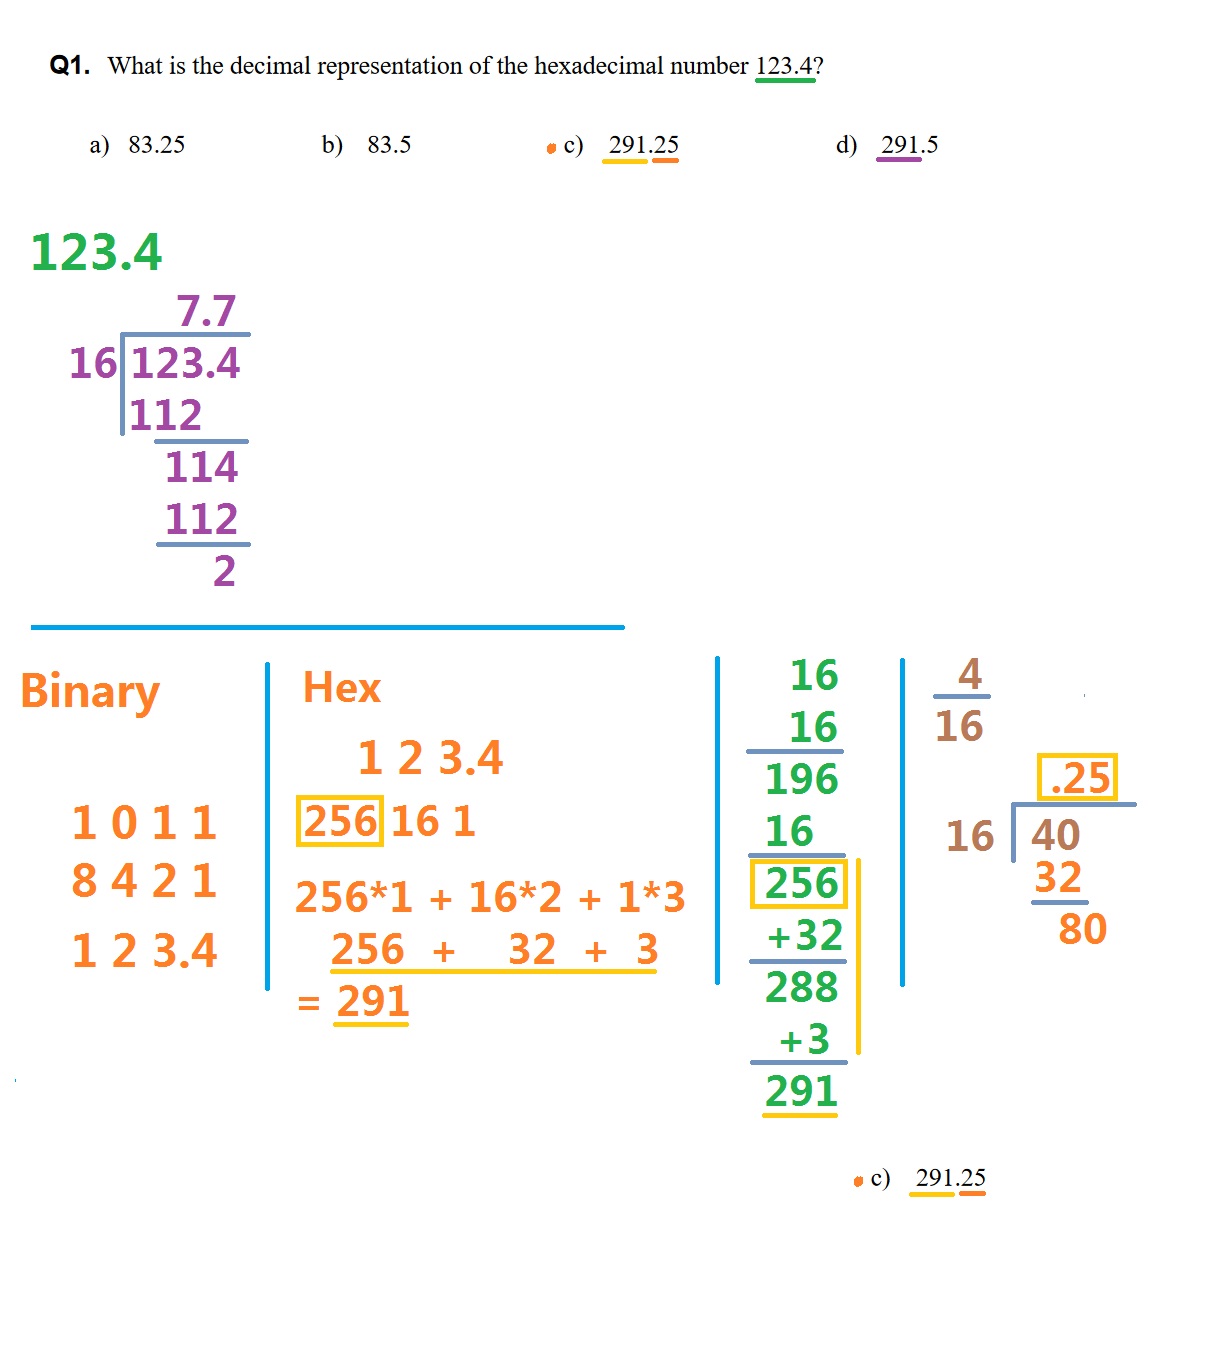 Q1. What is the decimal representation of the hexadecimal number 123.4?
a) 83.25 b) 83.5 c) 291.25 d) 291.5
123.4
7.7
16 123.4
112
114
112
2
Binary
1 0 1 1
8 4 2 1
1 2 3.4
Hex
1 2 3.4
256 16 1
256*1 + 16*2 + 1*3
256 + 32 + 3
= 291
16
16
196
16
256
+32
288
+3
291
4
16
.25
16 40
32
80
c) 291.25